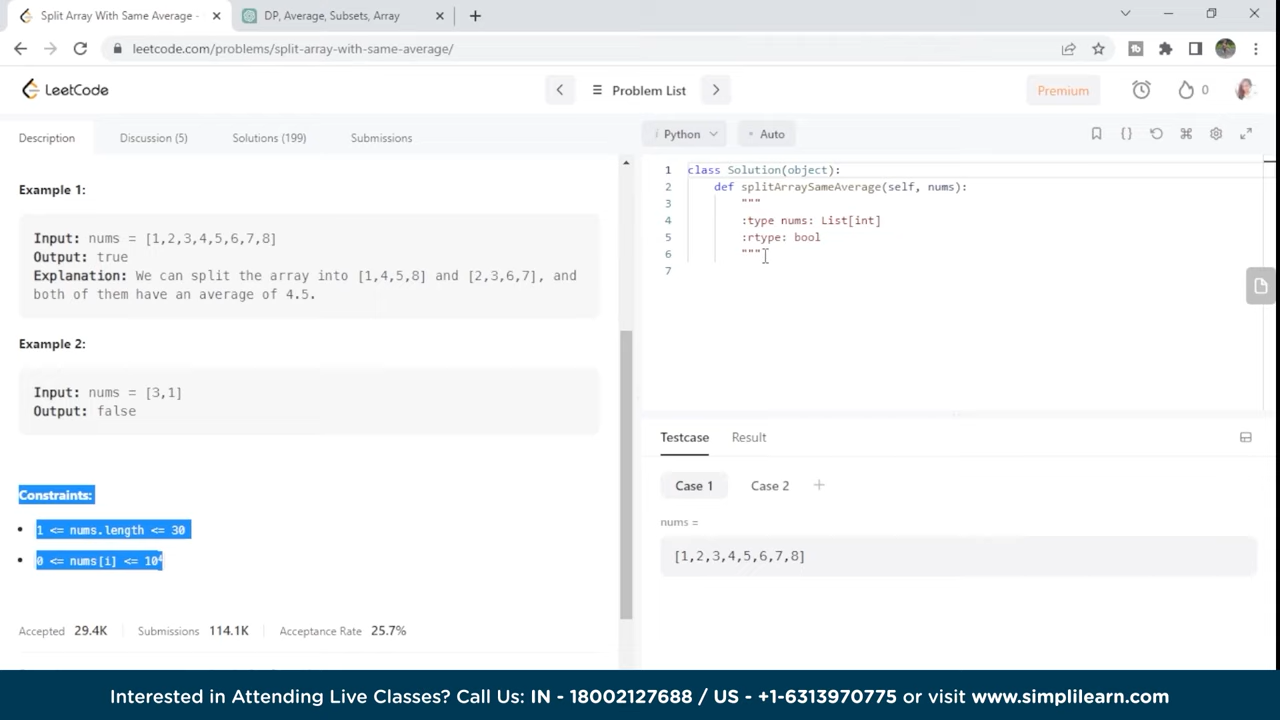 Split Array With Same Average -
DP, Average, Subsets, Array
leetcode.com/problems/split-array-with-same-average/
LeetCode
Problem List
Premium
0
Description
Discussion (5)
Solutions (199)
Submissions
i Python
Auto
Example 1:
Input: nums = [1,2,3,4,5,6,7,8]
Output: true
Explanation: We can split the array into [1,4,5,8] and [2,3,6,7], and
both of them have an average of 4.5.
Example 2:
Input: nums = [3,1]
Output: false
Constraints:
1 <= nums.length <= 30
0 <= nums[i] <= 10⁴
Accepted 29.4K
Submissions 114.1K
Acceptance Rate 25.7%
1 class Solution(object):
2 def splitArraySameAverage(self, nums):
3 """
4 :type nums: List[int]
5 :rtype: bool
6 """
7
Testcase
Result
Case 1
Case 2
nums =
[1,2,3,4,5,6,7,8]
Interested in Attending Live Classes? Call Us: IN - 18002127688 / US - +1-6313970775 or visit www.simplilearn.com